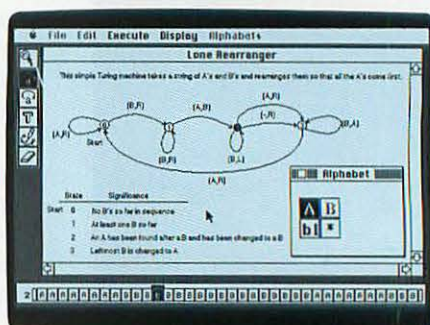 File Edit Execute Display Alphabets
Lone Rearranger
This simple Turing machine takes a string of A's and B's and rearranges them so that all the A's come first.
{A,R}
{B,R}
{A,B}
{-,R}
{B,A}
{A,R}
Start
{B,R}
{B,L}
{A,R}
Alphabet
A B
bl *
State Significance
Start 0 No B's so far in sequence
1 At least one B so far
2 An A has been found after a B and has been changed to a B
3 Leftmost B is changed to A